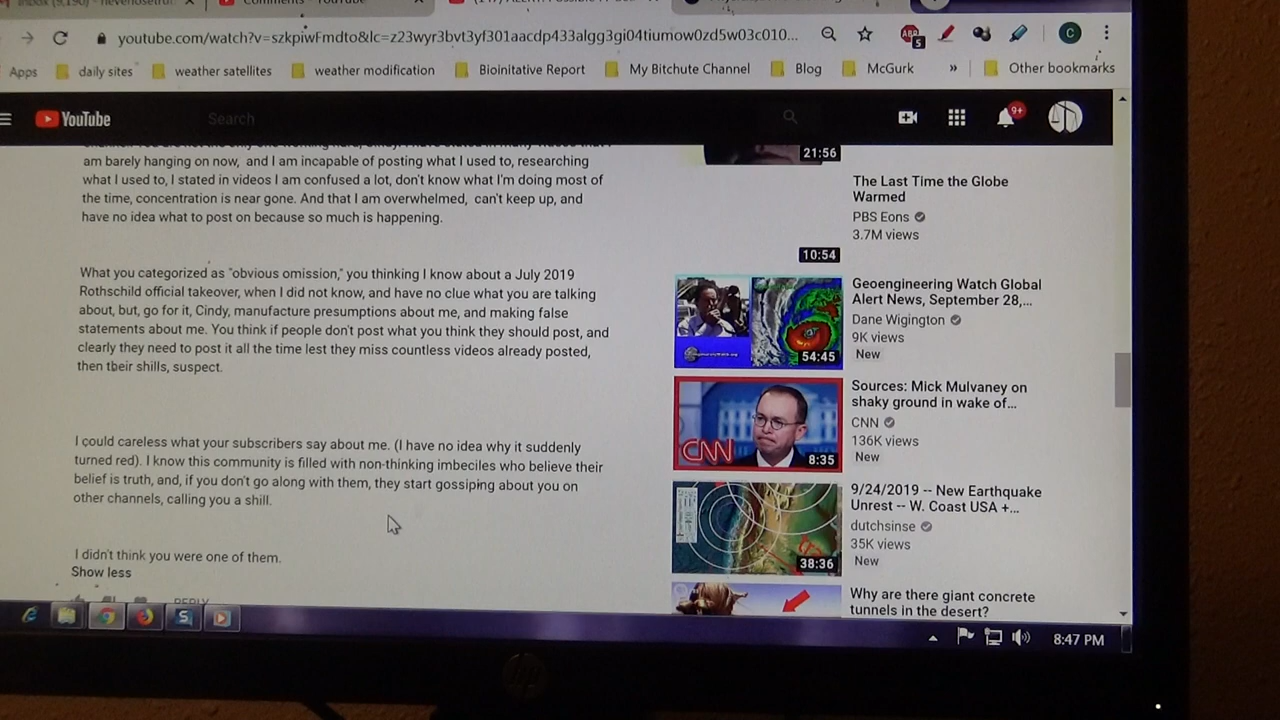 youtube.com/watch?v=szkpiwFmdto&lc=z23wyr3bvt3yf301aacdp433algg3gi04tiumow0zd5w03c010...
ABP 5
C
Apps daily sites weather satellites weather modification Bioinitative Report My Bitchute Channel Blog McGurk » Other bookmarks
YouTube Search 9+
am barely hanging on now, and I am incapable of posting what I used to, researching
what I used to, I stated in videos I am confused a lot, don't know what I'm doing most of
the time, concentration is near gone. And that I am overwhelmed, can't keep up, and
have no idea what to post on because so much is happening.
What you categorized as "obvious omission," you thinking I know about a July 2019
Rothschild official takeover, when I did not know, and have no clue what you are talking
about, but, go for it, Cindy, manufacture presumptions about me, and making false
statements about me. You think if people don't post what you think they should post, and
clearly they need to post it all the time lest they miss countless videos already posted,
then tbeir shills, suspect.
I could careless what your subscribers say about me. (I have no idea why it suddenly
turned red). I know this community is filled with non-thinking imbeciles who believe their
belief is truth, and, if you don't go along with them, they start gossiping about you on
other channels, calling you a shill.
I didn't think you were one of them.
Show less
REPLY
21:56
The Last Time the Globe
Warmed
PBS Eons
3.7M views
10:54
Geoengineering Watch Global
Alert News, September 28,...
Dane Wigington
9K views
New
54:45
Sources: Mick Mulvaney on
shaky ground in wake of...
CNN
136K views
New
CNN
8:35
9/24/2019 -- New Earthquake
Unrest -- W. Coast USA +...
dutchsinse
35K views
New
38:36
Why are there giant concrete
tunnels in the desert?
8:47 PM
hp